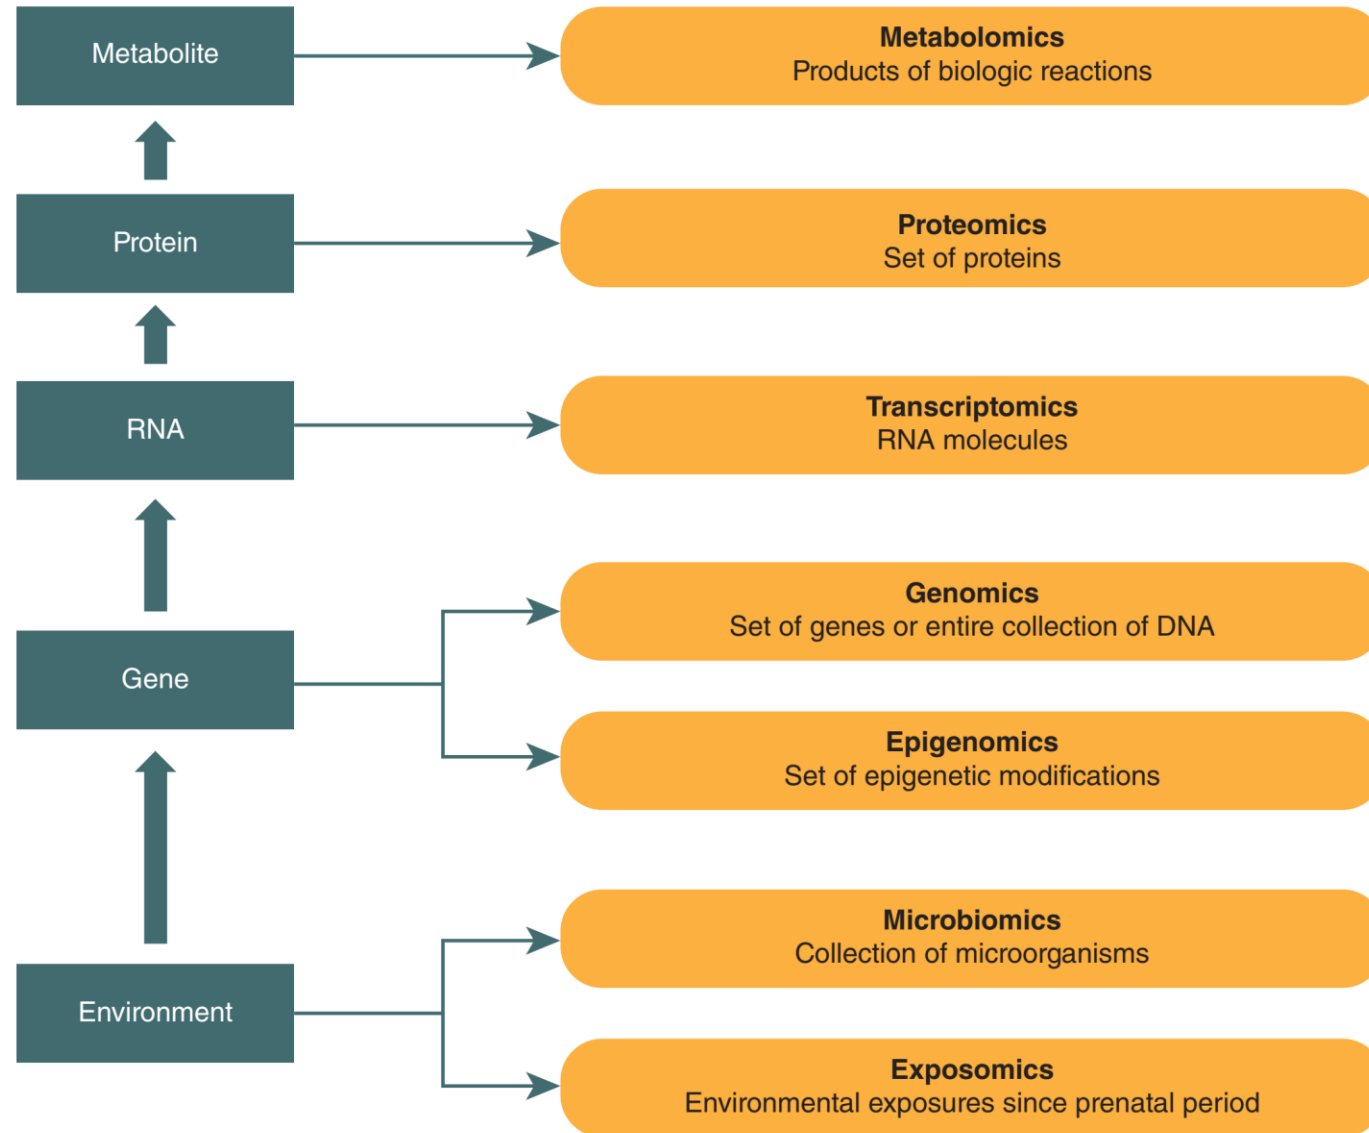 Metabolite
Metabolomics
Products of biologic reactions
Protein
Proteomics
Set of proteins
RNA
Transcriptomics
RNA molecules
Gene
Genomics
Set of genes or entire collection of DNA
Epigenomics
Set of epigenetic modifications
Environment
Microbiomics
Collection of microorganisms
Exposomics
Environmental exposures since prenatal period